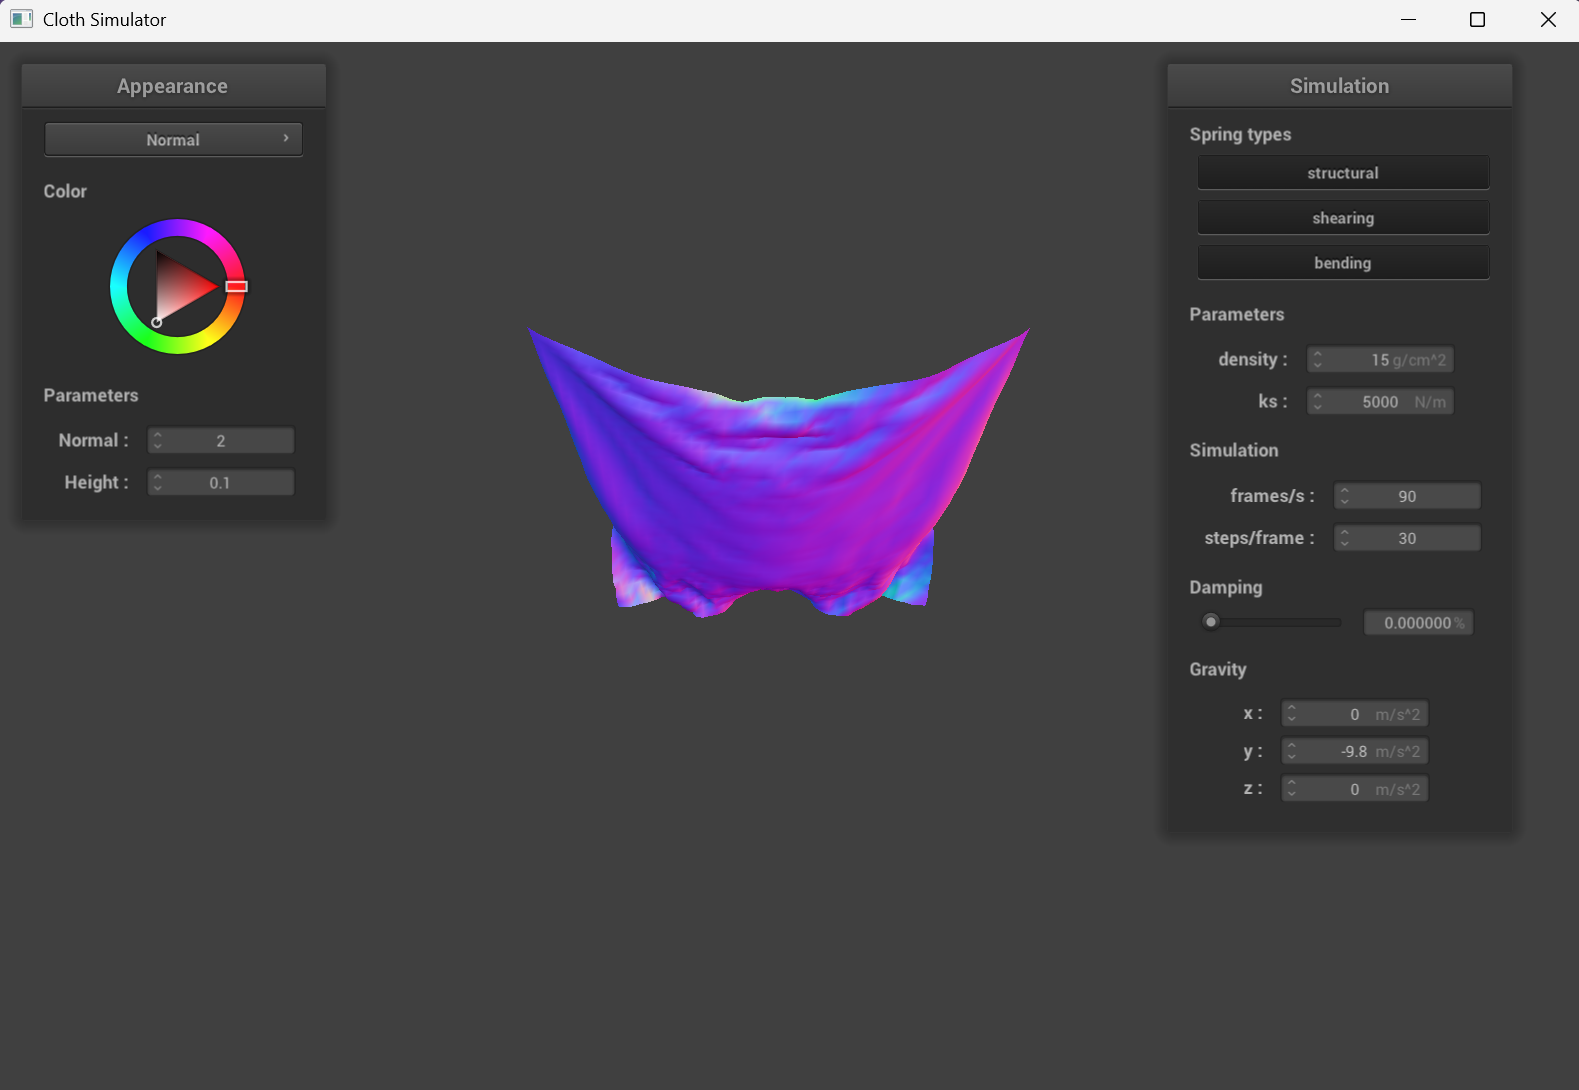 Cloth Simulator
Appearance
Normal
Color
Parameters
Normal : 2
Height : 0.1
Simulation
Spring types
structural
shearing
bending
Parameters
density : 15 g/cm^2
ks : 5000 N/m
Simulation
frames/s : 90
steps/frame : 30
Damping
0.000000 %
Gravity
x : 0 m/s^2
y : -9.8 m/s^2
z : 0 m/s^2